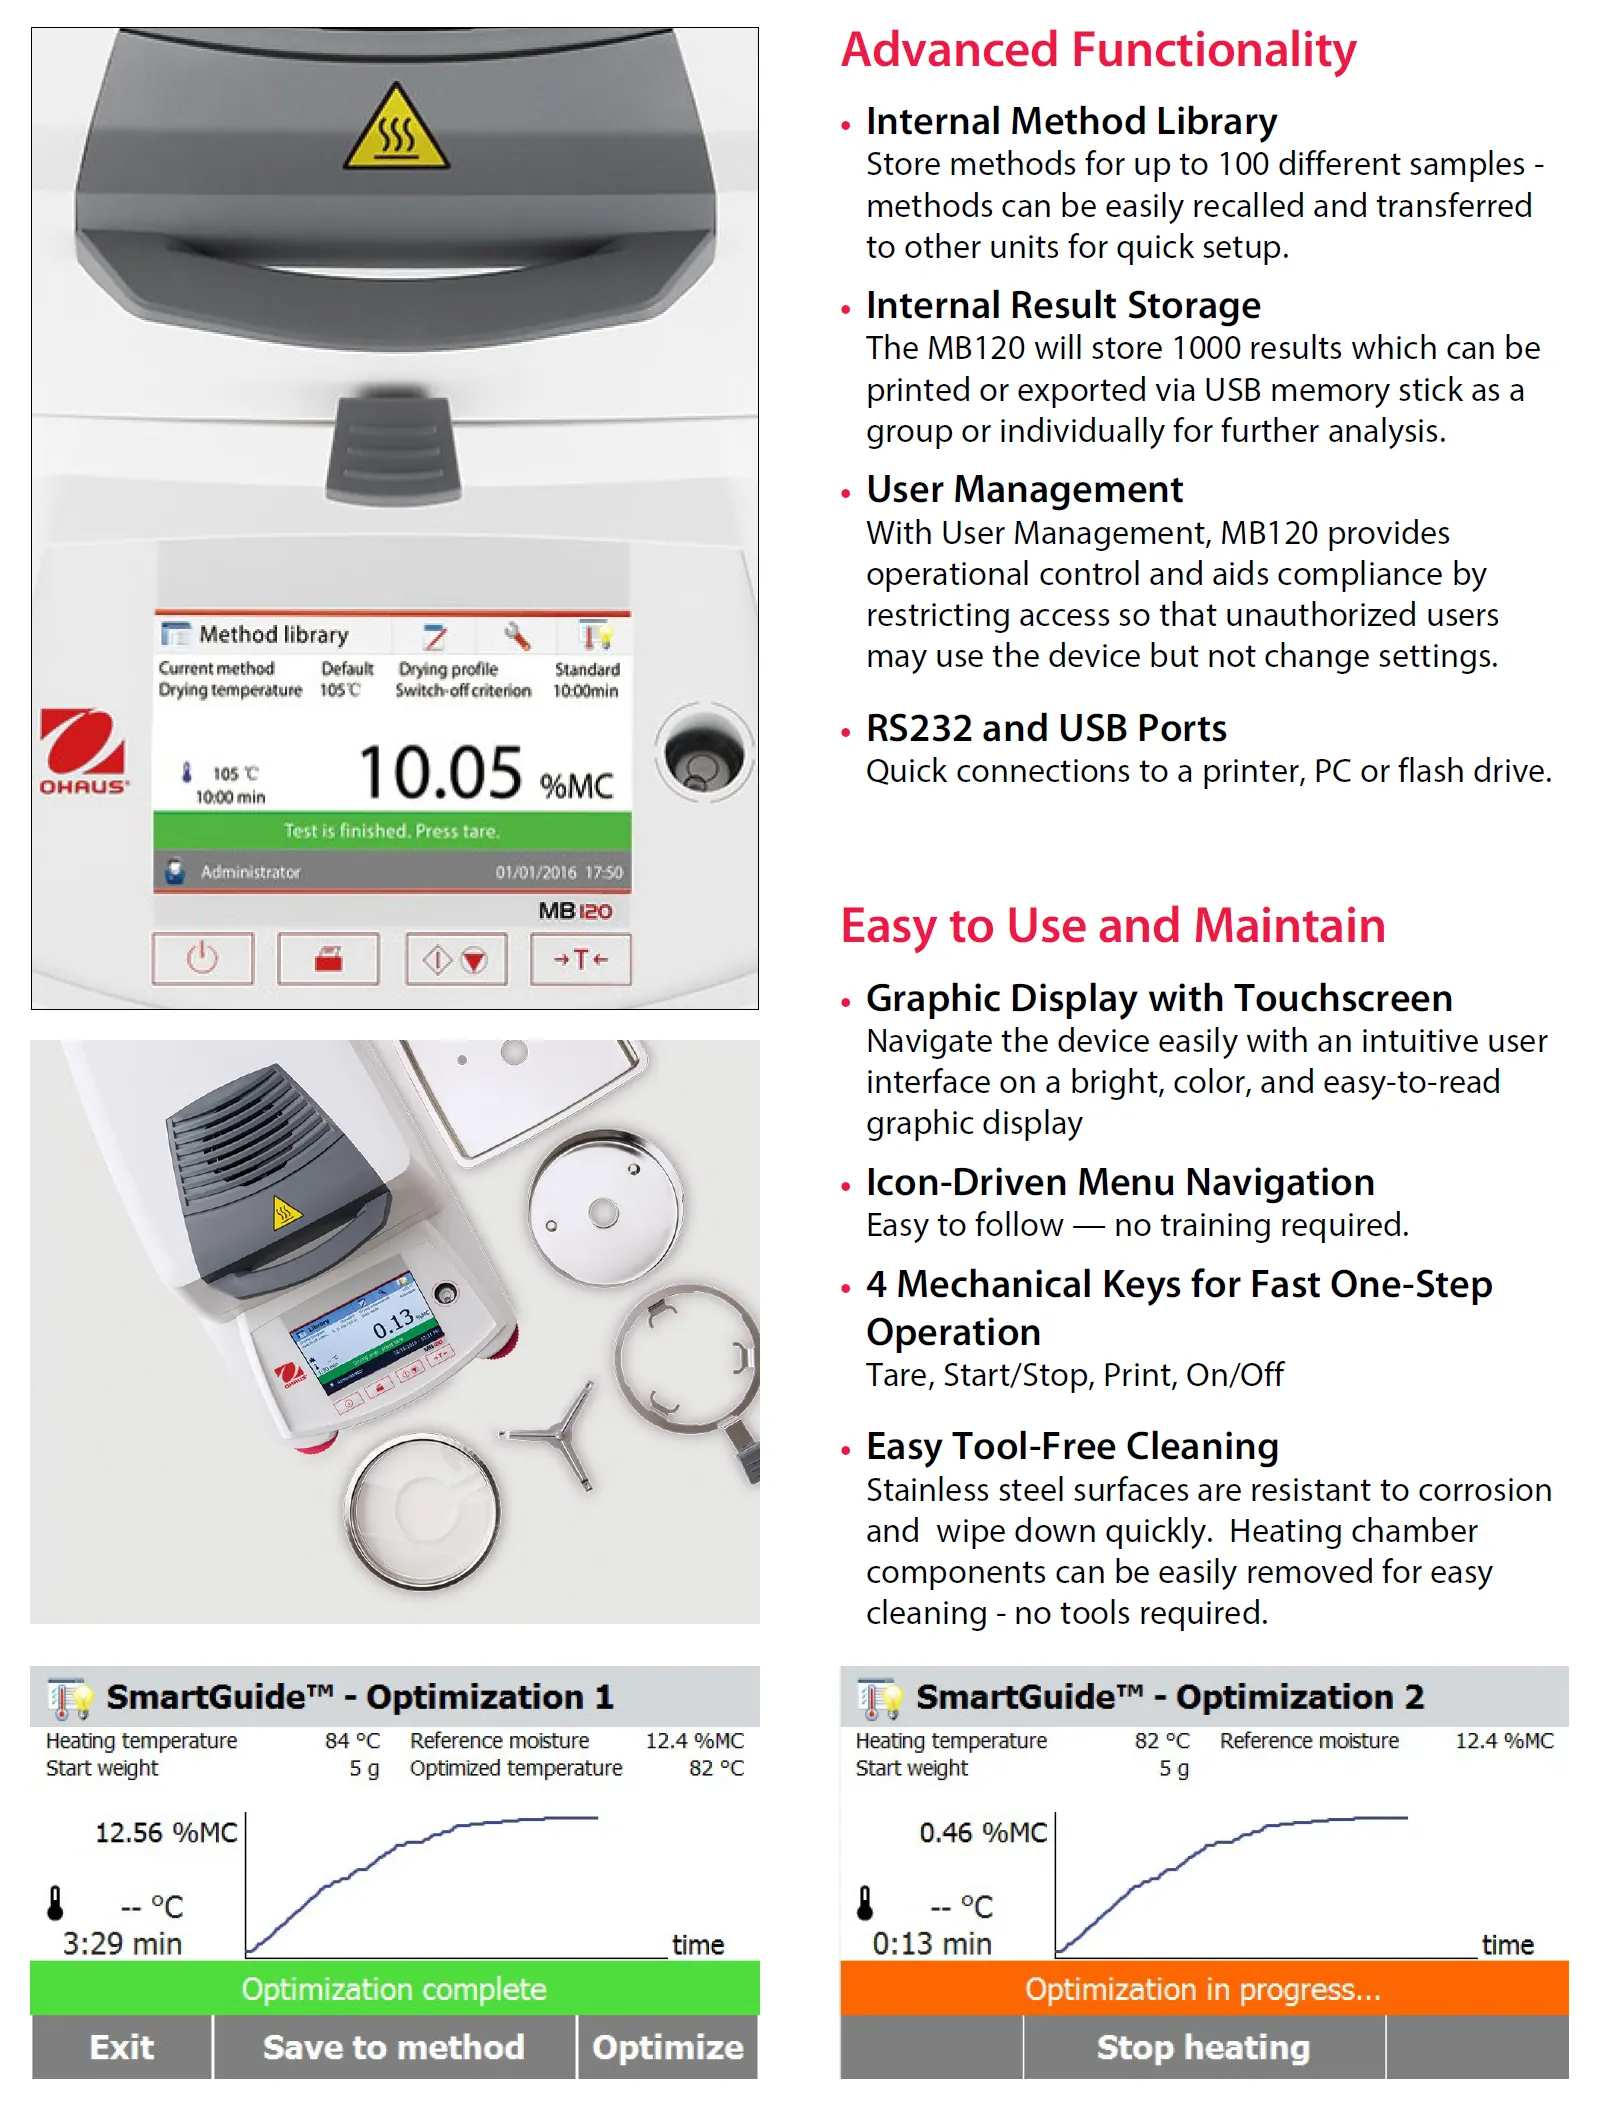 Advanced Functionality
• Internal Method Library
Store methods for up to 100 different samples -
methods can be easily recalled and transferred
to other units for quick setup.
• Internal Result Storage
The MB120 will store 1000 results which can be
printed or exported via USB memory stick as a
group or individually for further analysis.
• User Management
With User Management, MB120 provides
operational control and aids compliance by
restricting access so that unauthorized users
may use the device but not change settings.
• RS232 and USB Ports
Quick connections to a printer, PC or flash drive.
Method library
Current method Default Drying profile Standard
Drying temperature 105°C Switch-off criterion 10:00min
OHAUS
105 °C
10:00 min
10.05 %MC
Test is finished. Press tare.
Administrator 01/01/2016 17:50
MB120
→T←
Easy to Use and Maintain
• Graphic Display with Touchscreen
Navigate the device easily with an intuitive user
interface on a bright, color, and easy-to-read
graphic display
• Icon-Driven Menu Navigation
Easy to follow — no training required.
• 4 Mechanical Keys for Fast One-Step
Operation
Tare, Start/Stop, Print, On/Off
• Easy Tool-Free Cleaning
Stainless steel surfaces are resistant to corrosion
and  wipe down quickly.  Heating chamber
components can be easily removed for easy
cleaning - no tools required.
Library
0.13 %MC
Administrator
OHAUS
MB120
→T←
SmartGuide™ - Optimization 1
Heating temperature 84 °C Reference moisture 12.4 %MC
Start weight 5 g Optimized temperature 82 °C
12.56 %MC
-- °C
3:29 min
time
Optimization complete
Exit Save to method Optimize
SmartGuide™ - Optimization 2
Heating temperature 82 °C Reference moisture 12.4 %MC
Start weight 5 g
0.46 %MC
-- °C
0:13 min
time
Optimization in progress...
Stop heating